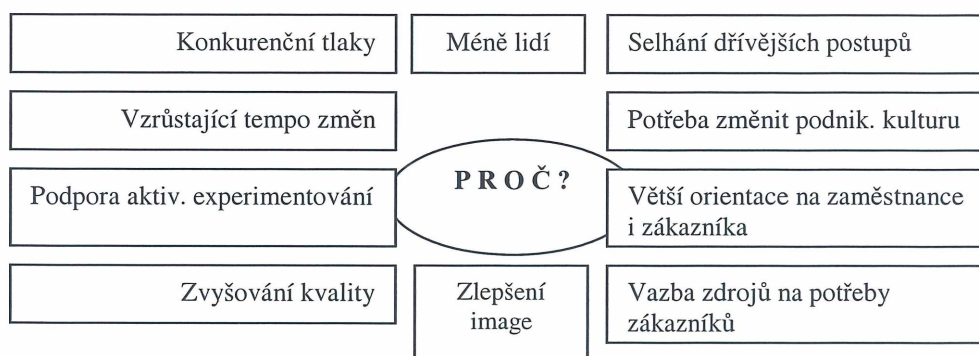 Konkurenční tlaky
Méně lidí
Selhání dřívějších postupů
Vzrůstající tempo změn
Potřeba změnit podnik. kulturu
PROČ?
Podpora aktiv. experimentování
Větší orientace na zaměstnance
i zákazníka
Zvyšování kvality
Zlepšení
image
Vazba zdrojů na potřeby
zákazníků